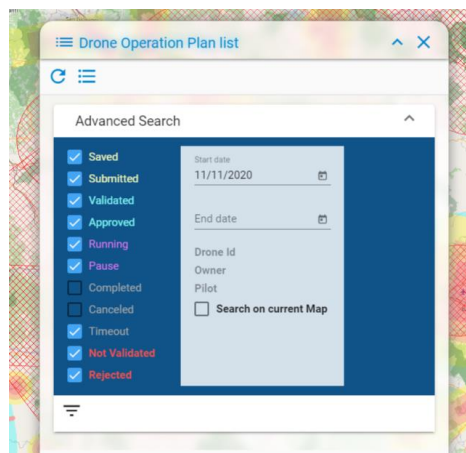 Drone Operation Plan list
Advanced Search
Saved
Submitted
Validated
Approved
Running
Pause
Completed
Canceled
Timeout
Not Validated
Rejected
Start date
11/11/2020
End date
Drone Id
Owner
Pilot
Search on current Map